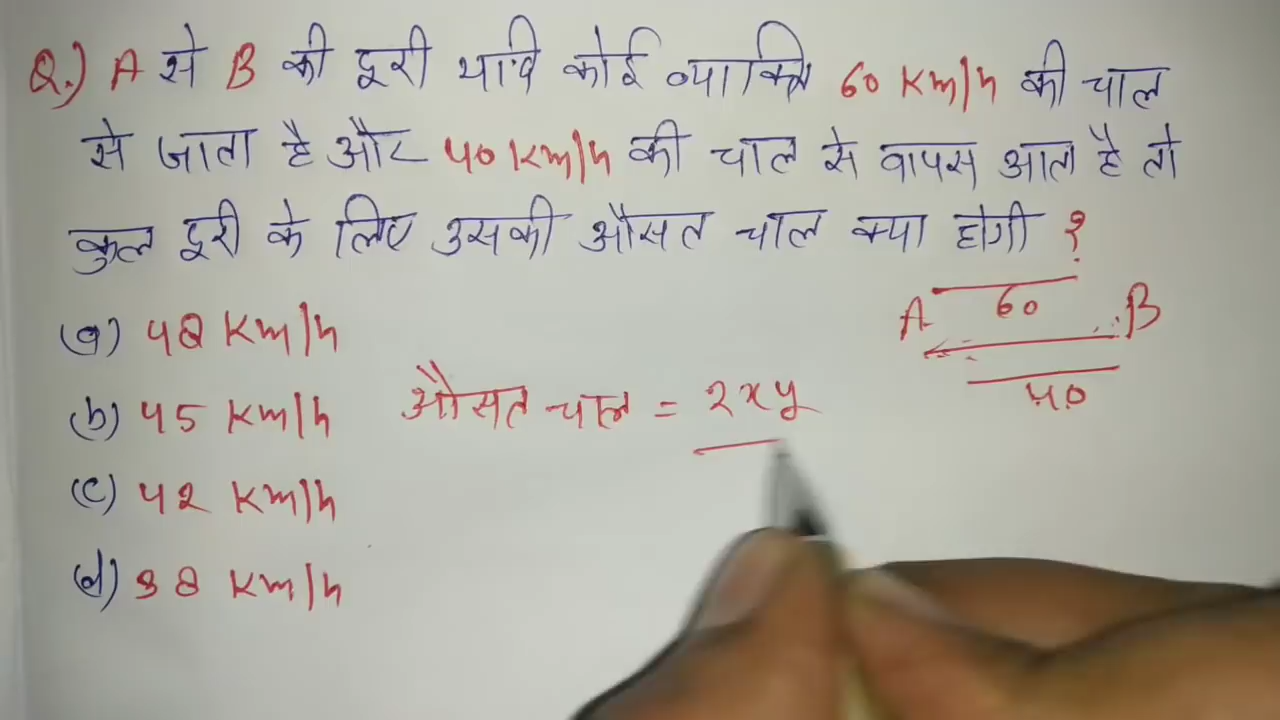 Q.) A से B की दूरी यदि कोई व्यक्ति 60 Km/h की चाल
से जाता है और 40 Km/h की चाल से वापस आता है तो
कुल दूरी के लिए उसकी औसत चाल क्या होगी ?
(a) 48 Km/h
(b) 45 Km/h
(c) 42 Km/h
(d) 38 Km/h
A 60 B
40
औसत चाल = 2xy